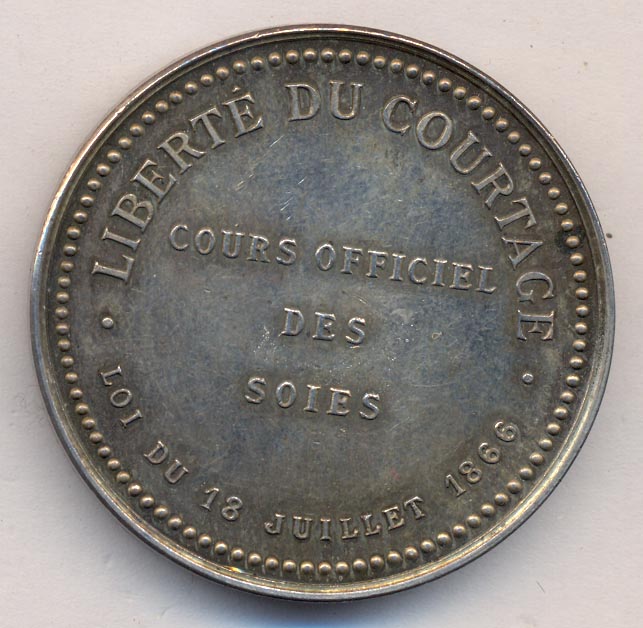 LIBERTÉ DU COURTAGE
COURS OFFICIEL
DES
SOIES
LOI DU 18 JUILLET 1866